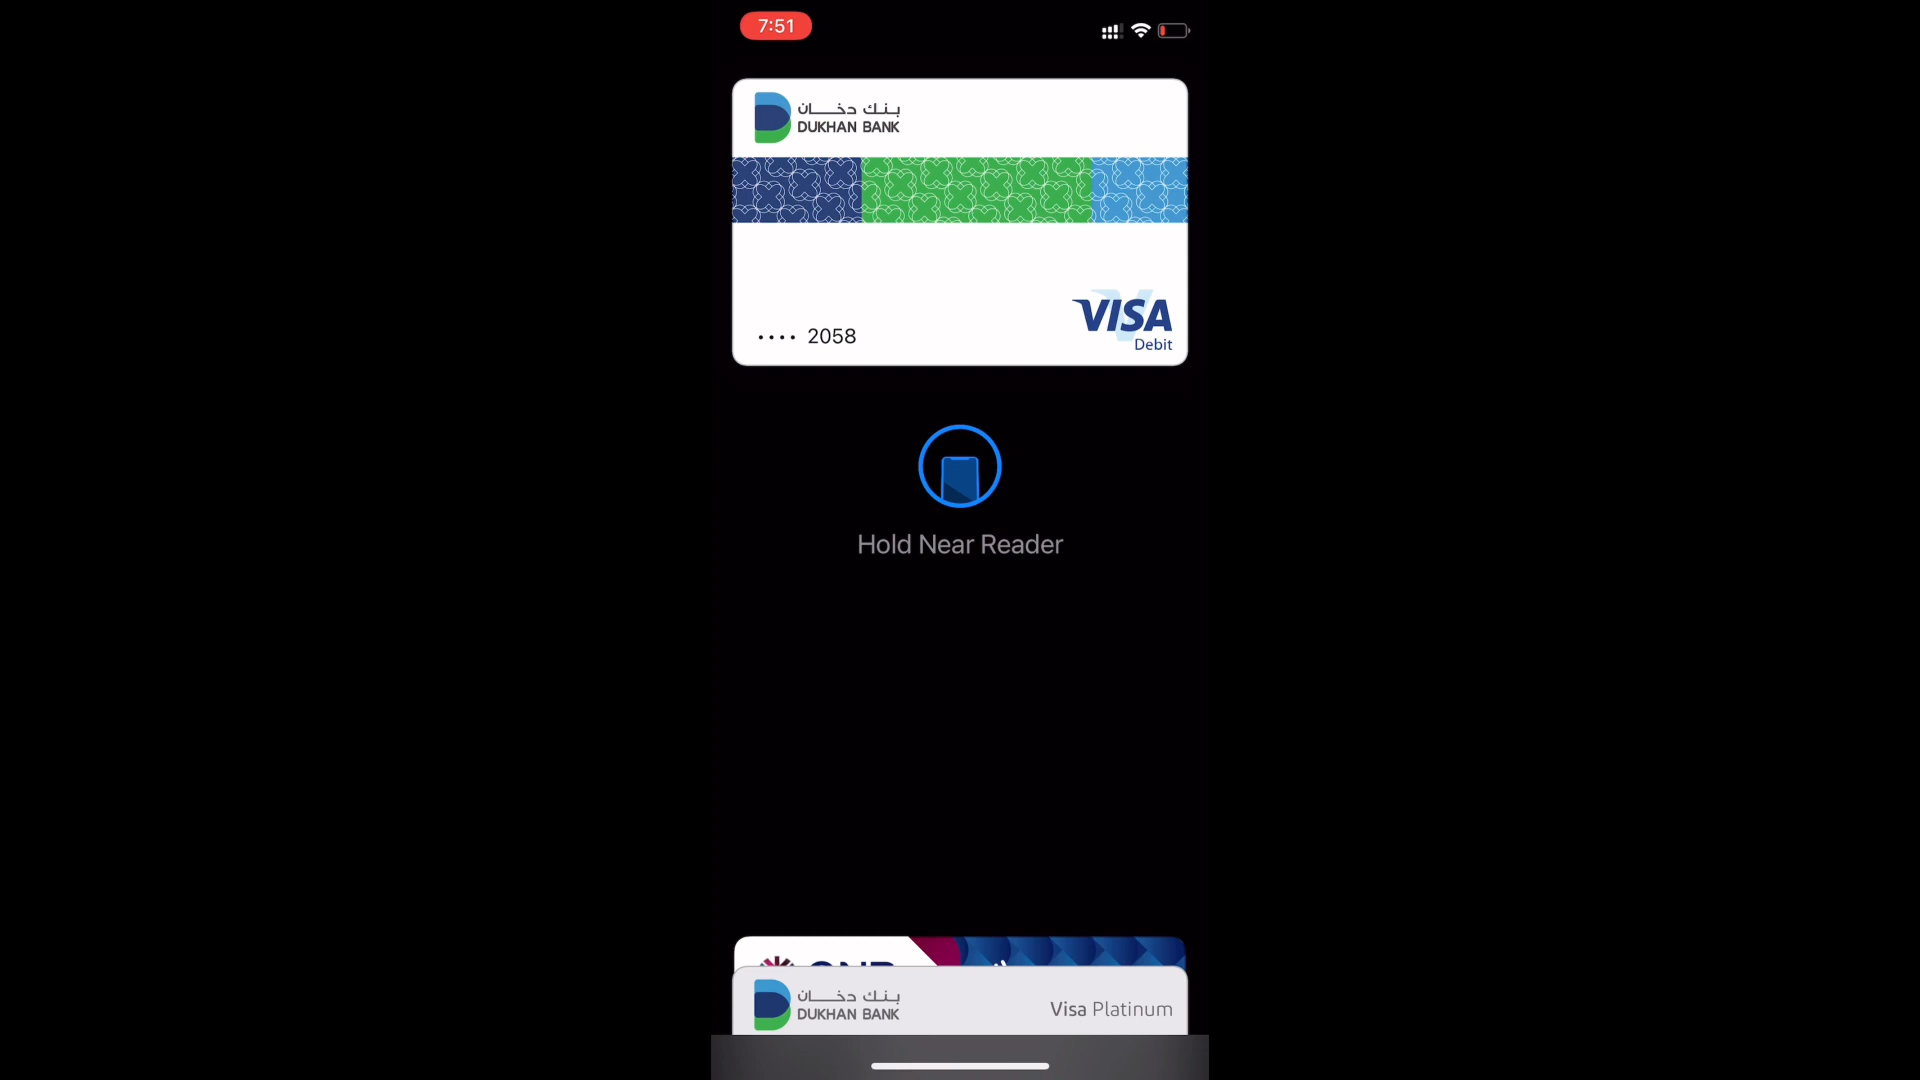 7:51
بنك دخان
DUKHAN BANK
VISA
Debit
•••• 2058
Hold Near Reader
بنك دخان
DUKHAN BANK
Visa Platinum